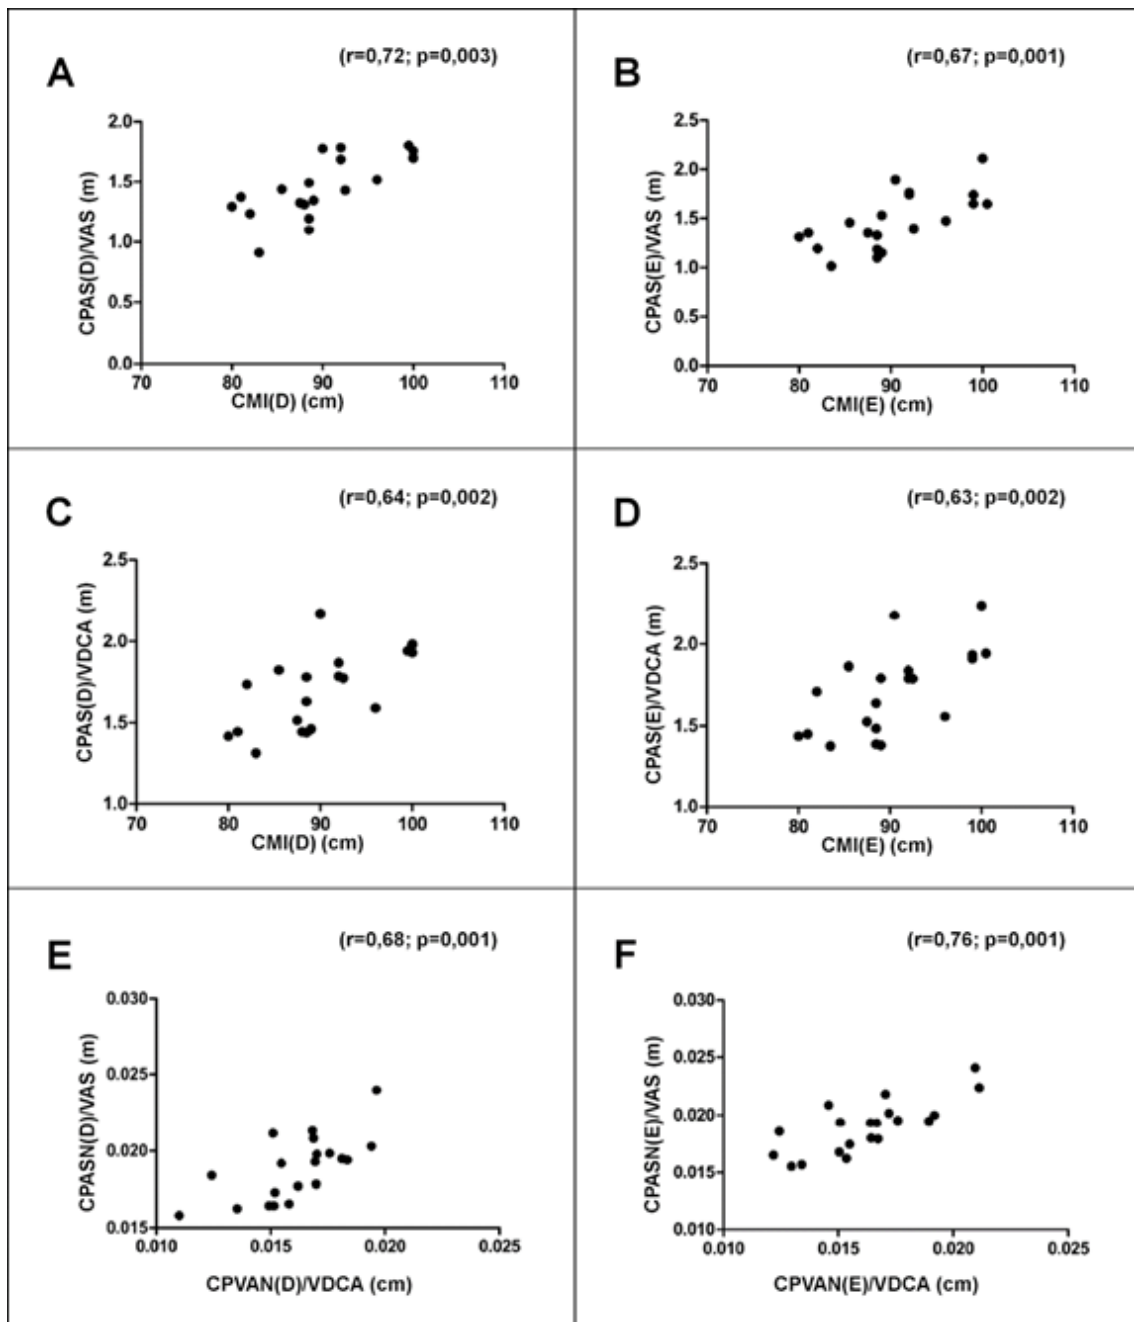 A
(r=0,72; p=0,003)
CPAS(D)/VAS (m)
2.0
1.5
1.0
0.5
0.0
70 80 90 100 110
CMI(D) (cm)
B
(r=0,67; p=0,001)
CPAS(E)/VAS (m)
2.5
2.0
1.5
1.0
0.5
0.0
70 80 90 100 110
CMI(E) (cm)
C
(r=0,64; p=0,002)
CPAS(D)/VDCA (m)
2.5
2.0
1.5
1.0
70 80 90 100 110
CMI(D) (cm)
D
(r=0,63; p=0,002)
CPAS(E)/VDCA (m)
2.5
2.0
1.5
1.0
70 80 90 100 110
CMI(E) (cm)
E
(r=0,68; p=0,001)
CPASN(D)/VAS (m)
0.030
0.025
0.020
0.015
0.010 0.015 0.020 0.025
CPVAN(D)/VDCA (cm)
F
(r=0,76; p=0,001)
CPASN(E)/VAS (m)
0.030
0.025
0.020
0.015
0.010
0.010 0.015 0.020 0.025
CPVAN(E)/VDCA (cm)